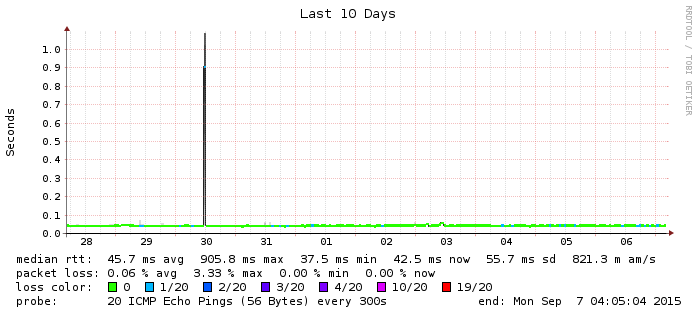 Last 10 Days
RRDTOOL / TOBI OETIKER
Seconds
1.0
0.9
0.8
0.7
0.6
0.5
0.4
0.3
0.2
0.1
0.0
28 29 30 31 01 02 03 04 05 06
median rtt: 45.7 ms avg 905.8 ms max 37.5 ms min 42.5 ms now 55.7 ms sd 821.3 m am/s
packet loss: 0.06 % avg 3.33 % max 0.00 % min 0.00 % now
loss color: 0 1/20 2/20 3/20 4/20 10/20 19/20
probe: 20 ICMP Echo Pings (56 Bytes) every 300s end: Mon Sep 7 04:05:04 2015